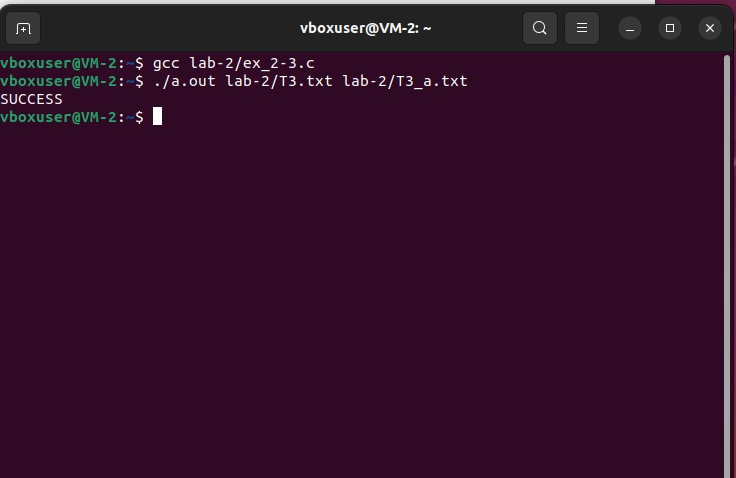 vboxuser@VM-2: ~
vboxuser@VM-2:~$ gcc lab-2/ex_2-3.c
vboxuser@VM-2:~$ ./a.out lab-2/T3.txt lab-2/T3_a.txt
SUCCESS
vboxuser@VM-2:~$